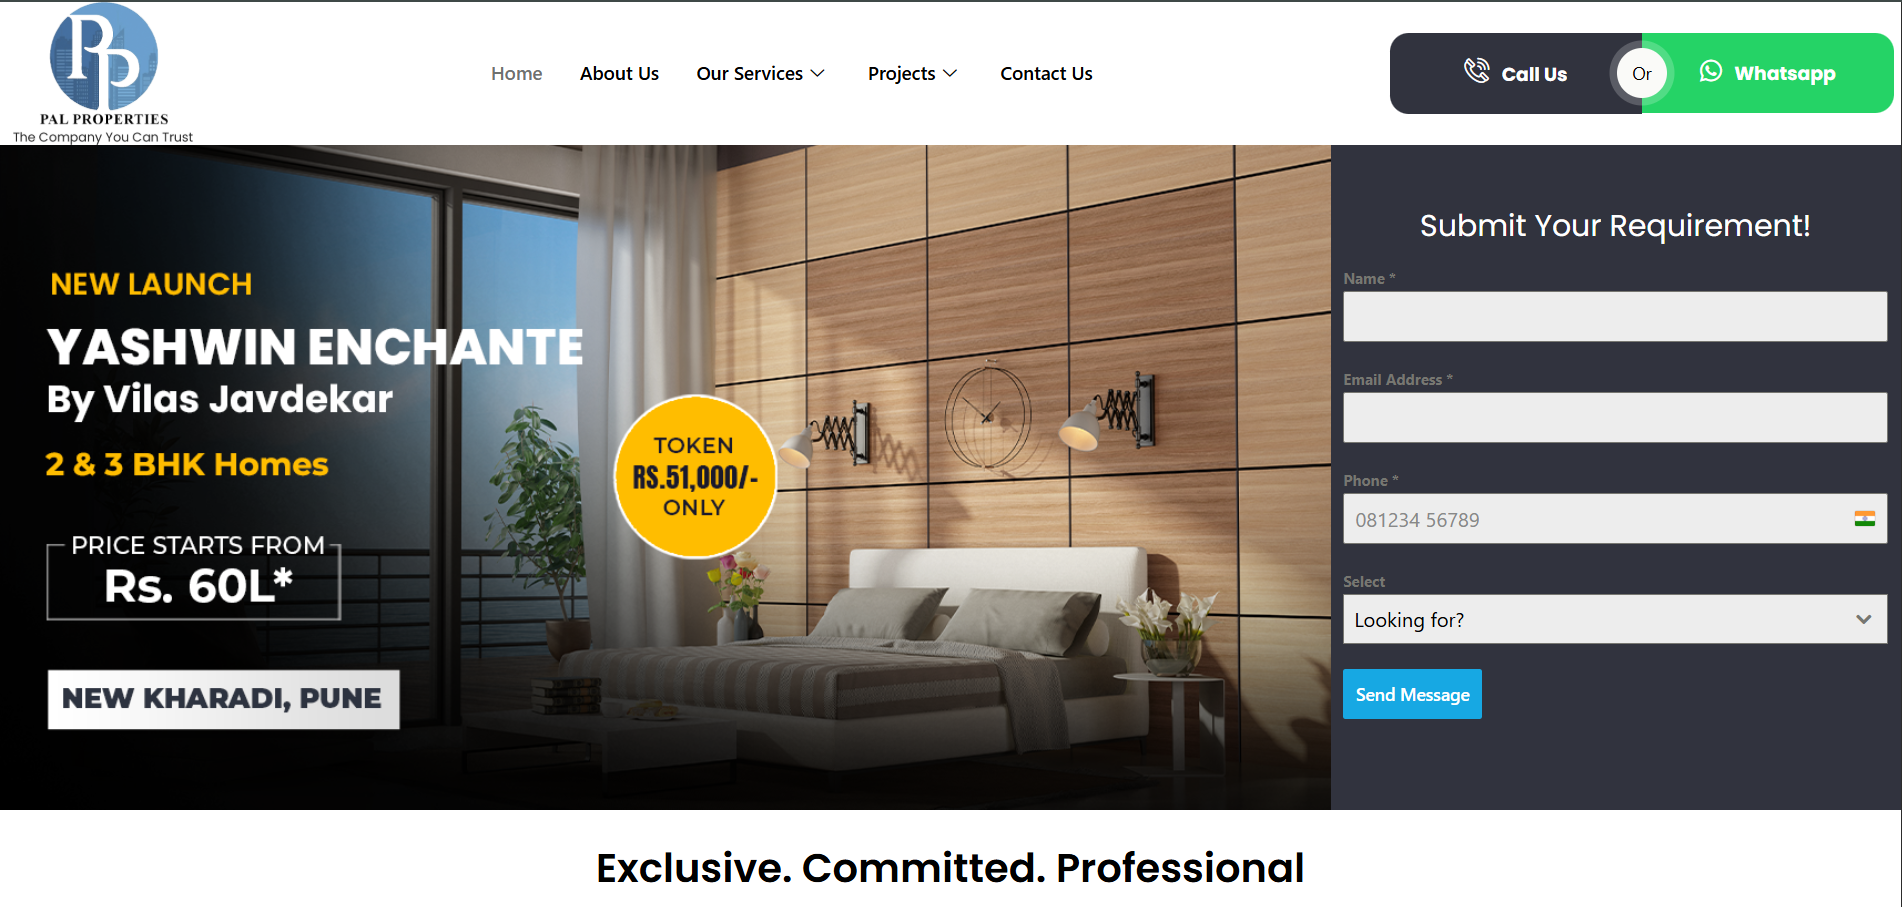 PP
PAL PROPERTIES
The Company You Can Trust
Home
About Us
Our Services
Projects
Contact Us
Call Us
Or
Whatsapp
NEW LAUNCH
YASHWIN ENCHANTE
By Vilas Javdekar
2 & 3 BHK Homes
PRICE STARTS FROM
Rs. 60L*
NEW KHARADI, PUNE
TOKEN
RS.51,000/-
ONLY
Submit Your Requirement!
Name *
Email Address *
Phone *
081234 56789
Select
Looking for?
Send Message
Exclusive. Committed. Professional